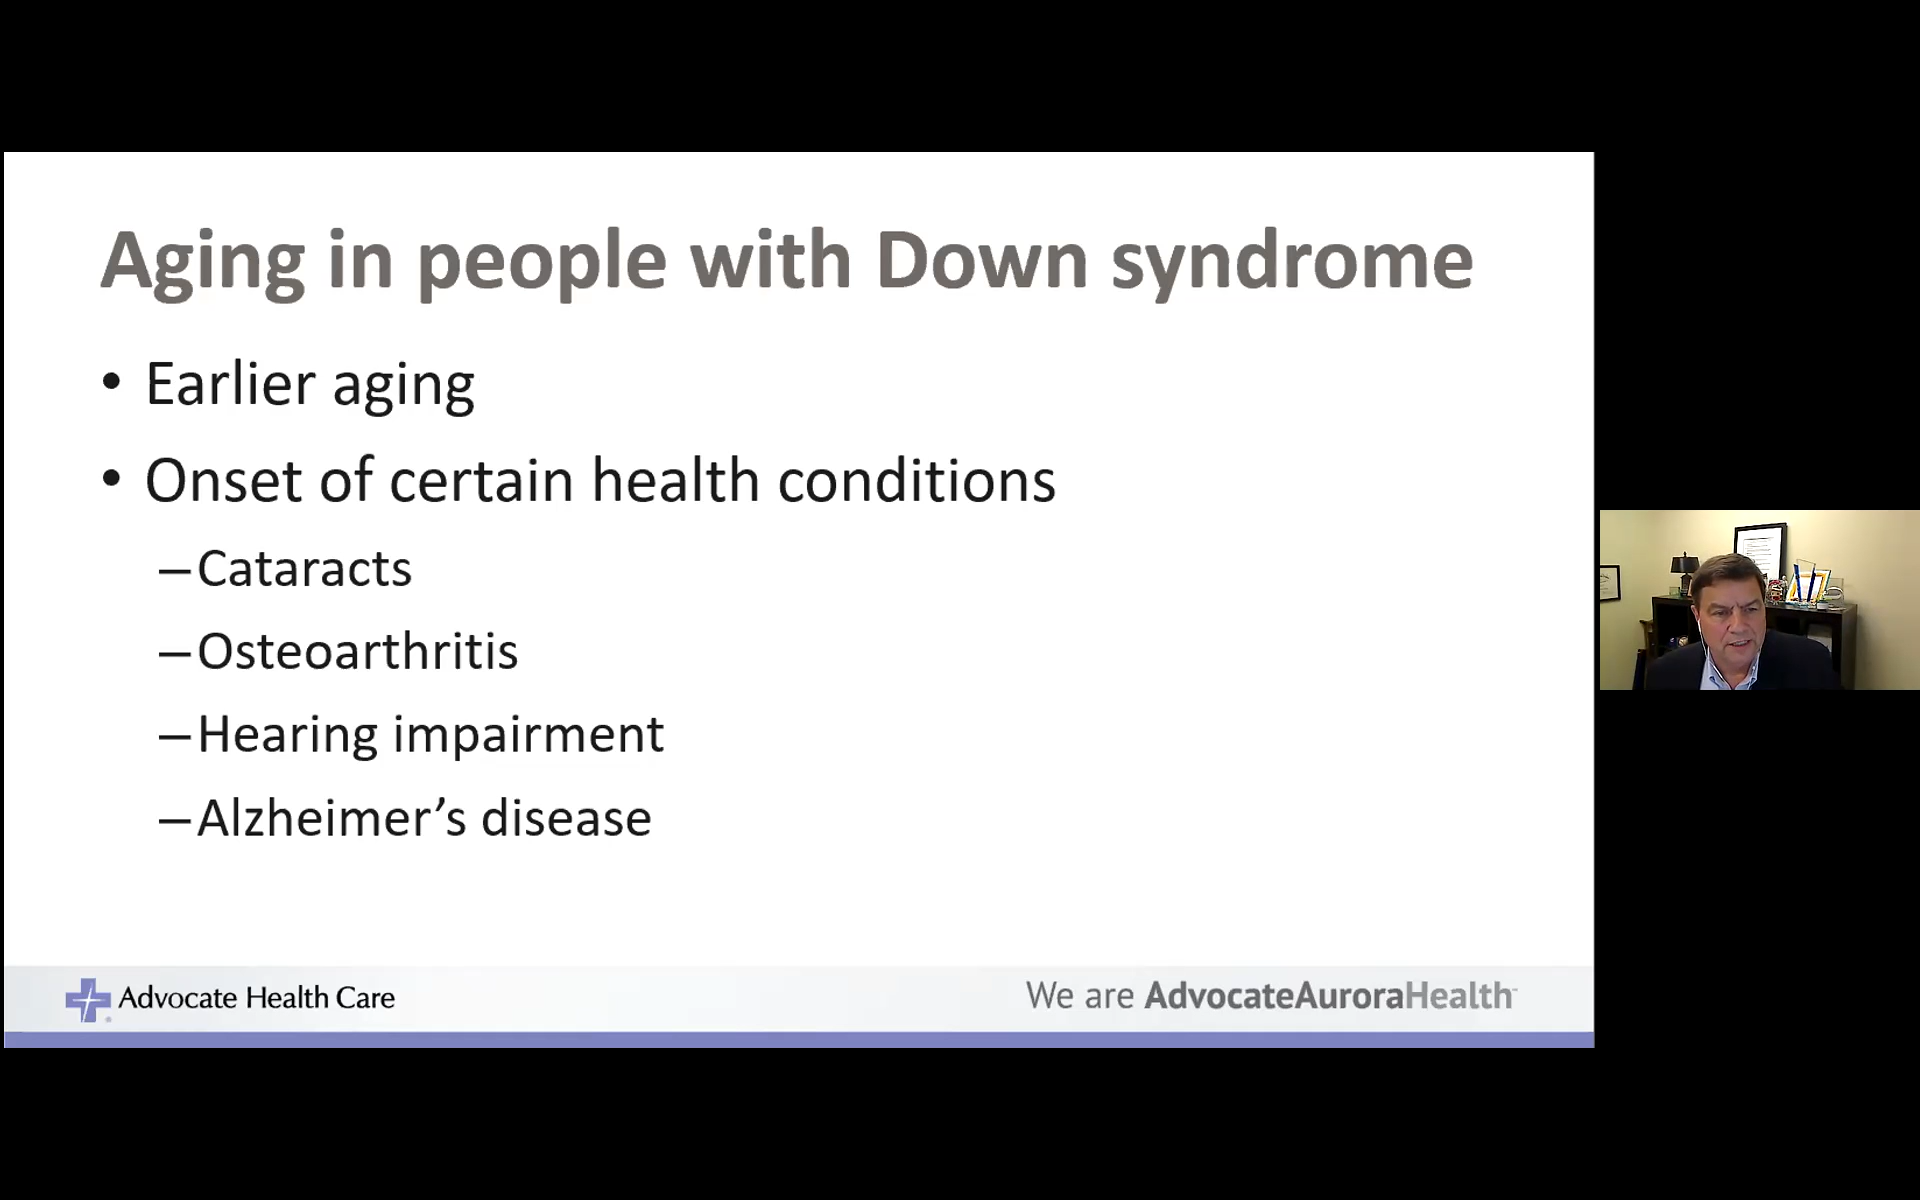 Aging in people with Down syndrome
• Earlier aging
• Onset of certain health conditions
–Cataracts
–Osteoarthritis
–Hearing impairment
–Alzheimer’s disease
Advocate Health Care
We are AdvocateAuroraHealth